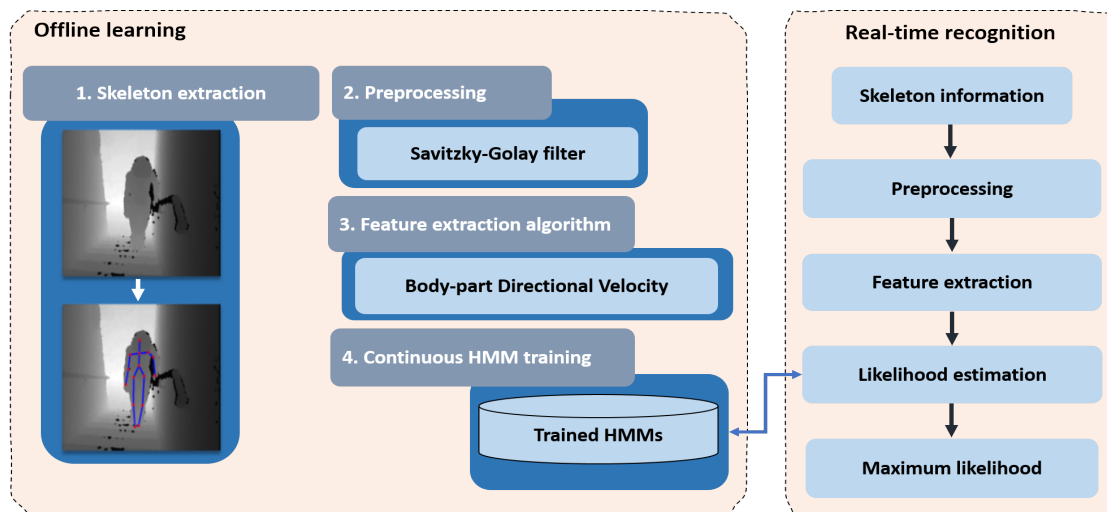 Offline learning
1. Skeleton extraction
2. Preprocessing
Savitzky-Golay filter
3. Feature extraction algorithm
Body-part Directional Velocity
4. Continuous HMM training
Trained HMMs
Real-time recognition
Skeleton information
Preprocessing
Feature extraction
Likelihood estimation
Maximum likelihood